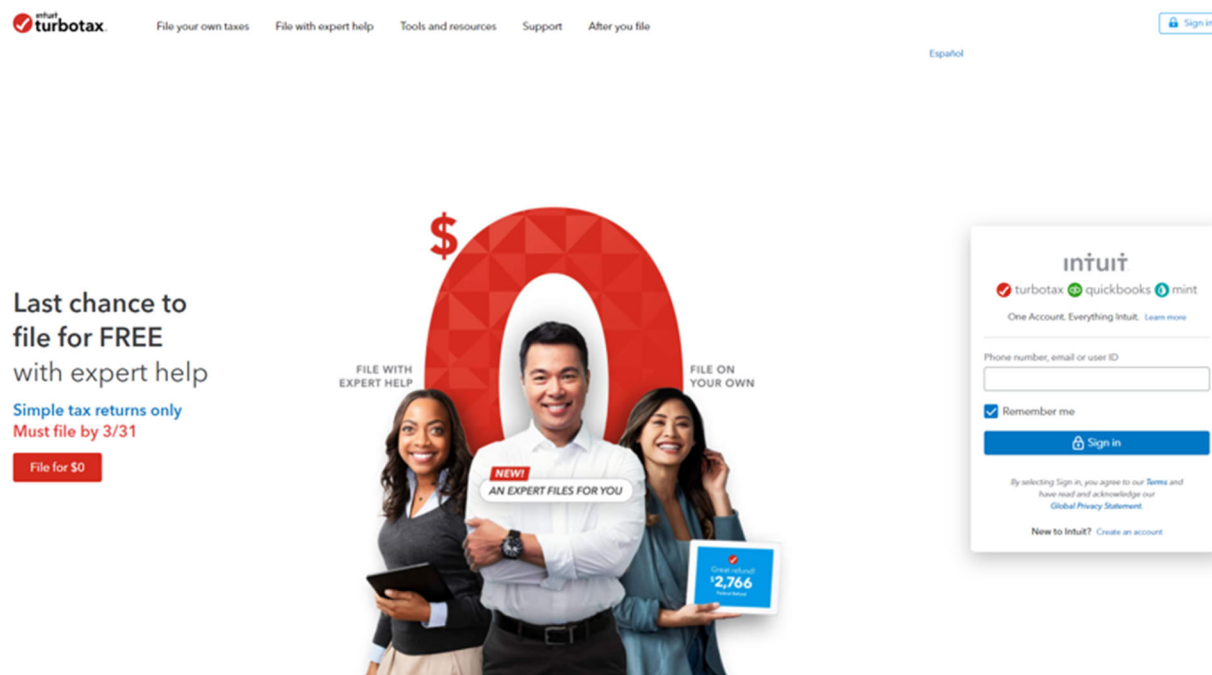 intuit
turbotax
File your own taxes File with expert help Tools and resources Support After you file
Sign in
Español
$0
Last chance to
file for FREE
with expert help
Simple tax returns only
Must file by 3/31
File for $0
FILE WITH
EXPERT HELP
FILE ON
YOUR OWN
NEW!
AN EXPERT FILES FOR YOU
Great refund!
$2,766
Federal Refund
intuit
turbotax qb quickbooks mint
One Account. Everything Intuit. Learn more
Phone number, email or user ID
Remember me
Sign in
By selecting Sign in, you agree to our Terms and
have read and acknowledge our
Global Privacy Statement.
New to Intuit? Create an account